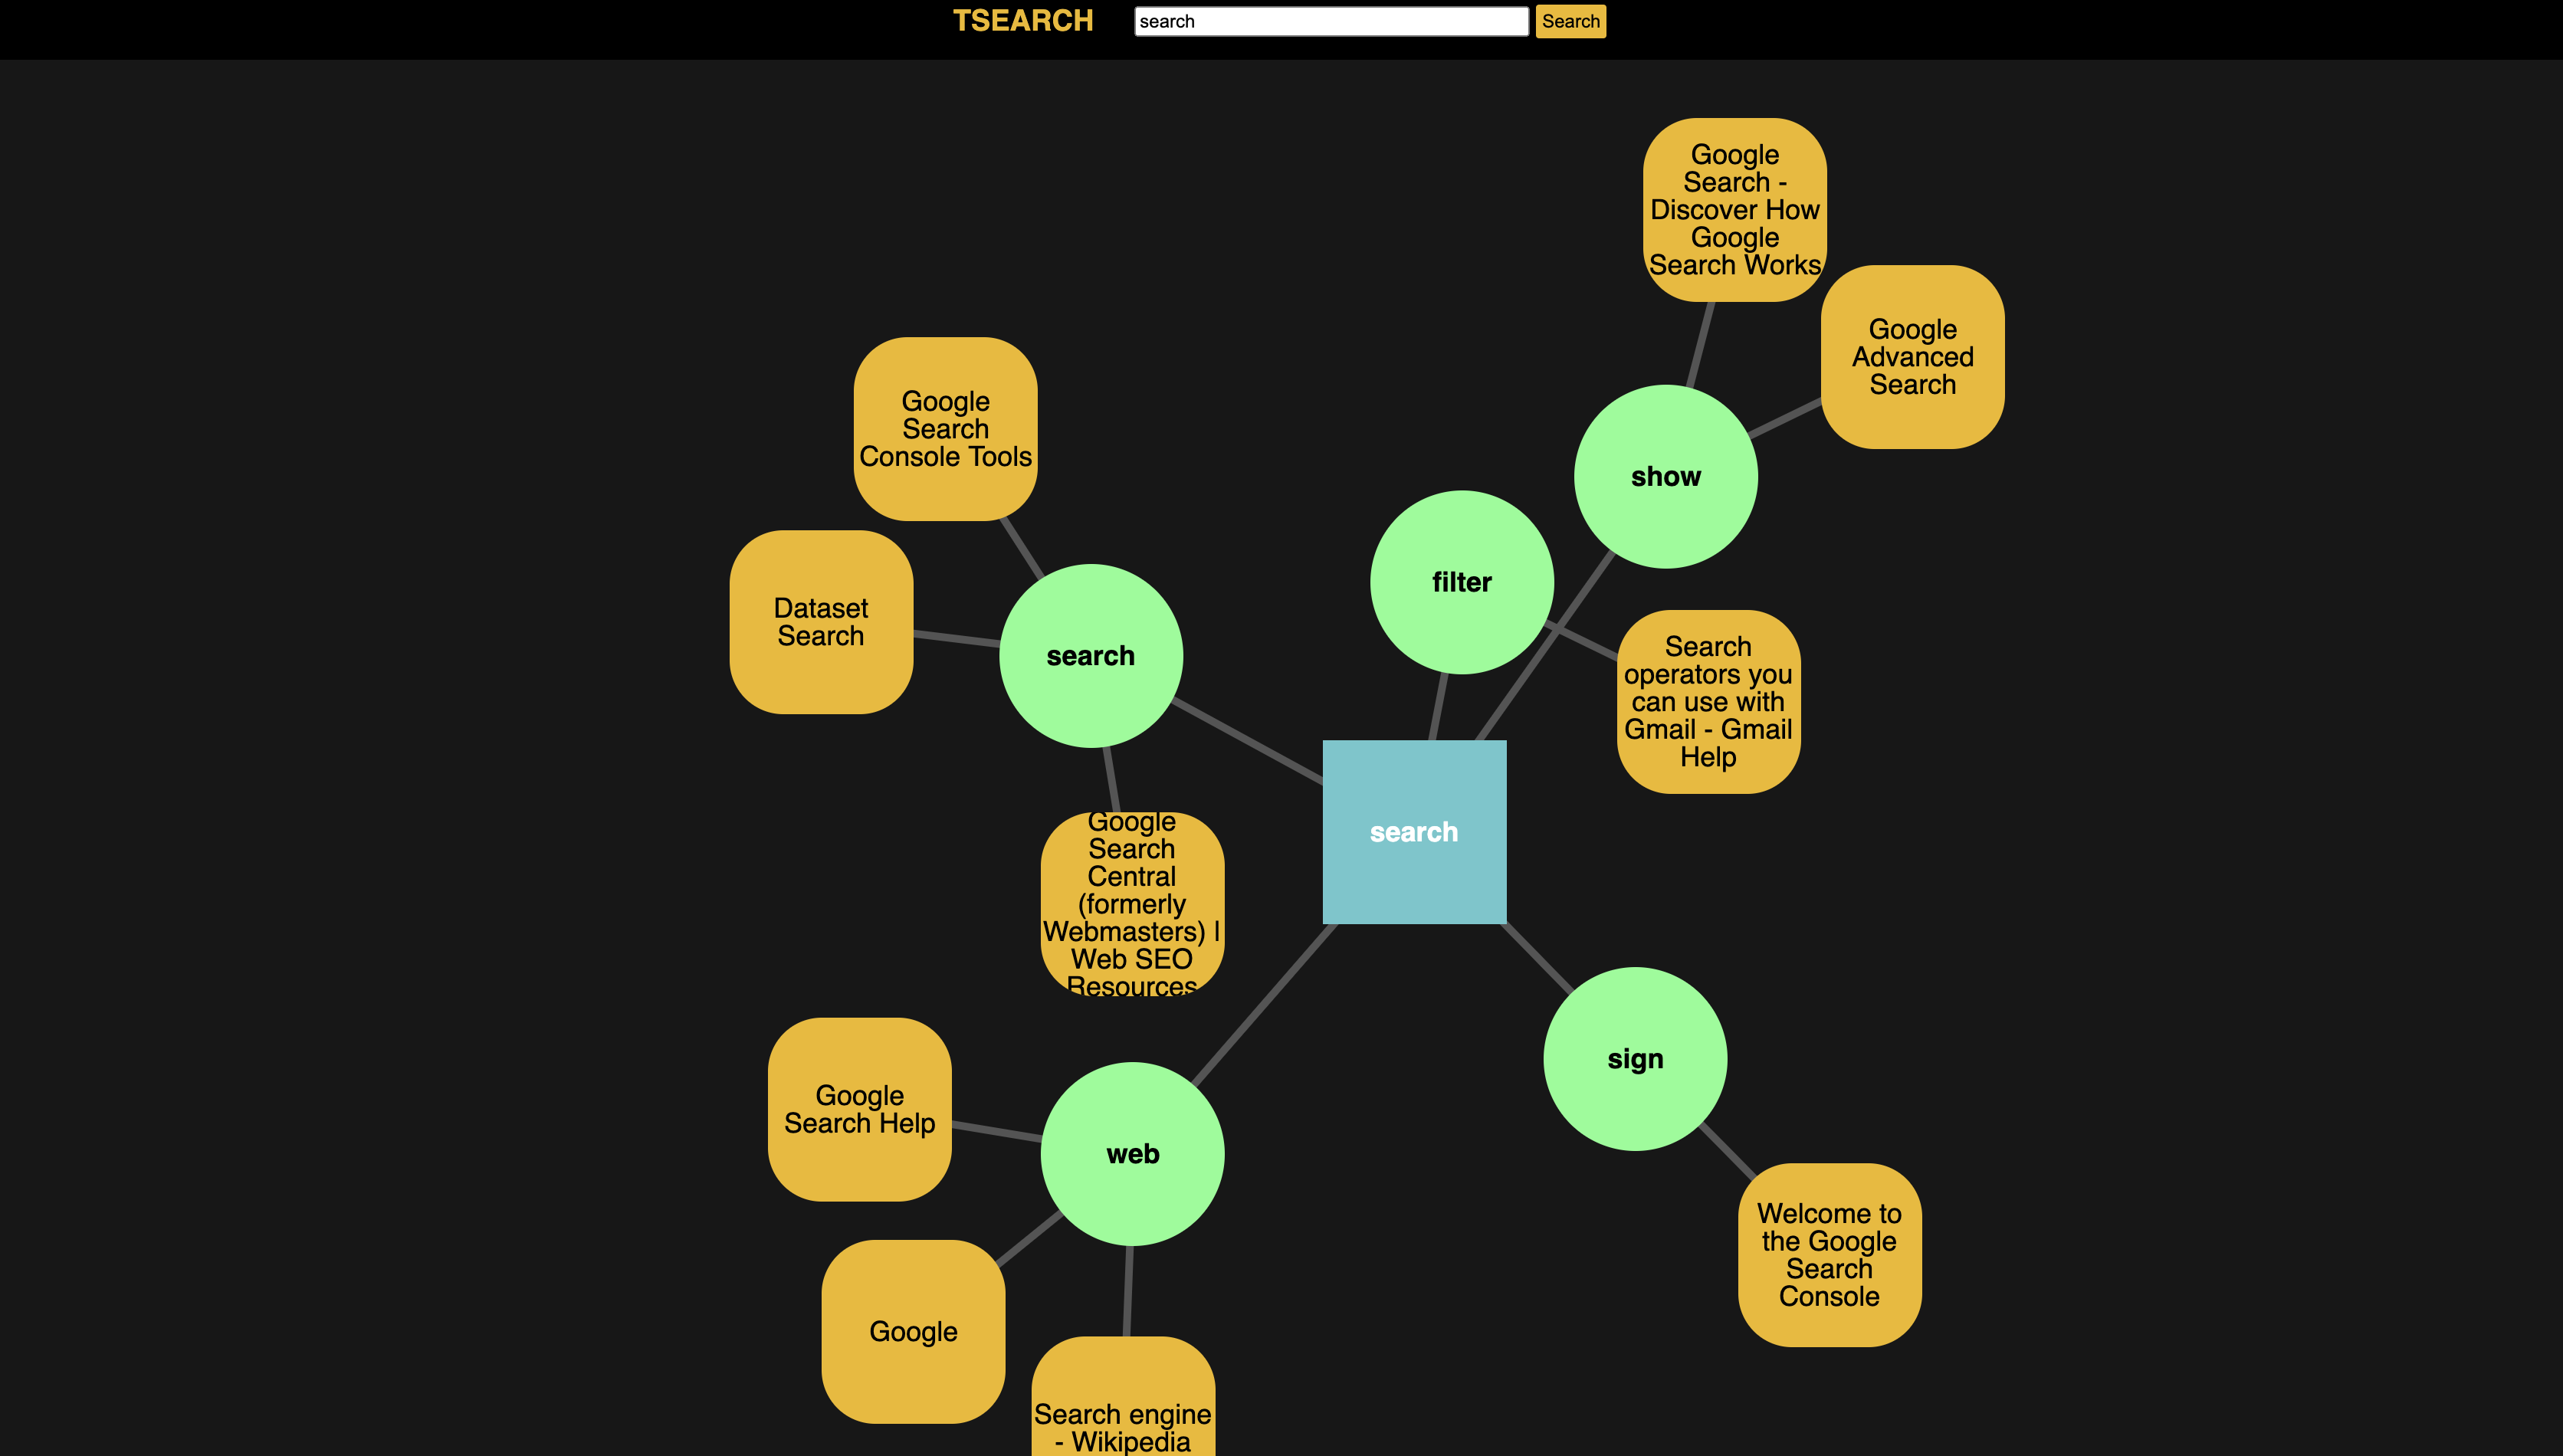 TSEARCH
search
Search
Google
Search -
Discover How
Google
Search Works
Google
Advanced
Search
Google
Search
Console Tools
show
filter
Dataset
Search
search
Search
operators you
can use with
Gmail - Gmail
Help
search
Google
Search
Central
(formerly
Webmasters) |
Web SEO
Resources
sign
Google
Search Help
web
Welcome to
the Google
Search
Console
Google
Search engine
- Wikipedia